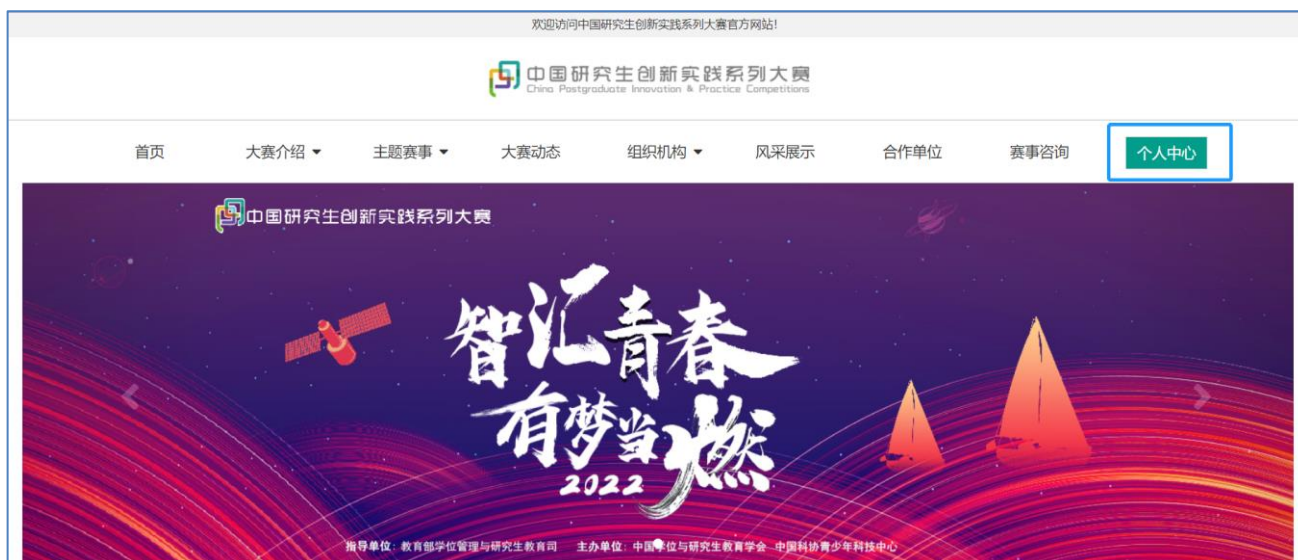 欢迎访问中国研究生创新实践系列大赛官方网站!
中国研究生创新实践系列大赛
China Postgraduate Innovation & Practice Competitions
首页 大赛介绍 主题赛事 大赛动态 组织机构 风采展示 合作单位 赛事咨询 个人中心
中国研究生创新实践系列大赛
智汇青春
有梦当燃
2022
指导单位：教育部学位管理与研究生教育司 主办单位：中国学位与研究生教育学会 中国科协青少年科技中心